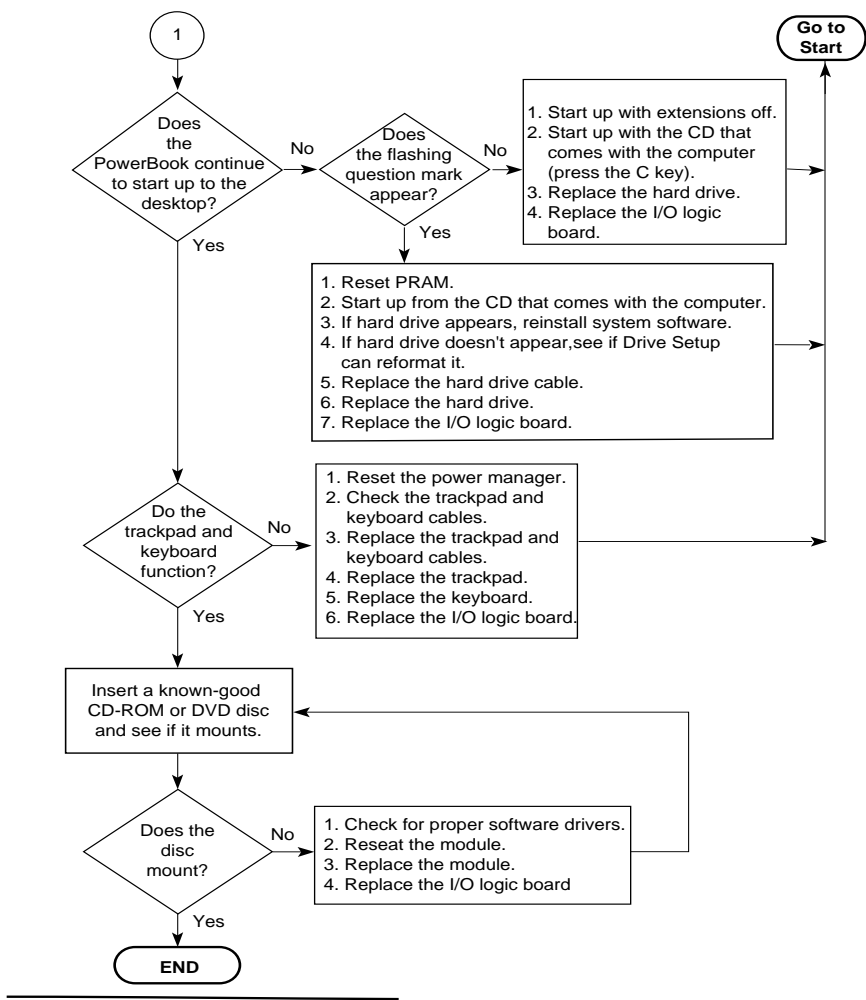 1
Go to
Start
Does
the
PowerBook continue
to start up to the
desktop?
No
Yes
Does
the flashing
question mark
appear?
No
Yes
1. Start up with extensions off.
2. Start up with the CD that
comes with the computer
(press the C key).
3. Replace the hard drive.
4. Replace the I/O logic
board.
1. Reset PRAM.
2. Start up from the CD that comes with the computer.
3. If hard drive appears, reinstall system software.
4. If hard drive doesn't appear,see if Drive Setup
can reformat it.
5. Replace the hard drive cable.
6. Replace the hard drive.
7. Replace the I/O logic board.
Do the
trackpad and
keyboard
function?
No
Yes
1. Reset the power manager.
2. Check the trackpad and
keyboard cables.
3. Replace the trackpad and
keyboard cables.
4. Replace the trackpad.
5. Replace the keyboard.
6. Replace the I/O logic board.
Insert a known-good
CD-ROM or DVD disc
and see if it mounts.
Does the
disc
mount?
No
Yes
1. Check for proper software drivers.
2. Reseat the module.
3. Replace the module.
4. Replace the I/O logic board
END